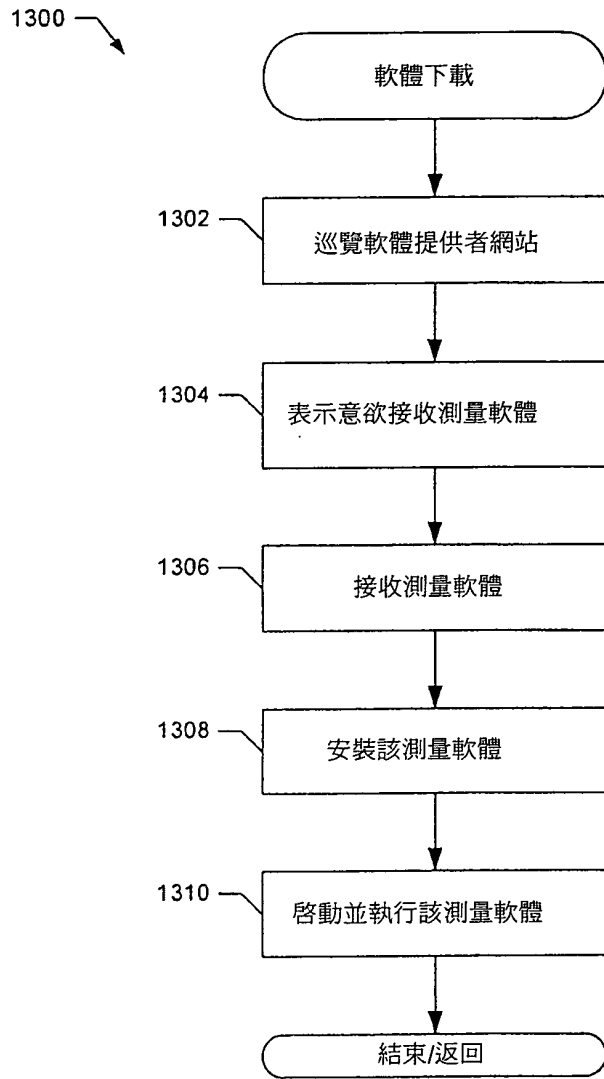 1300
軟體下載
1302
巡覽軟體提供者網站
1304
表示意欲接收測量軟體
1306
接收測量軟體
1308
安裝該測量軟體
1310
啓動並執行該測量軟體
結束/返回